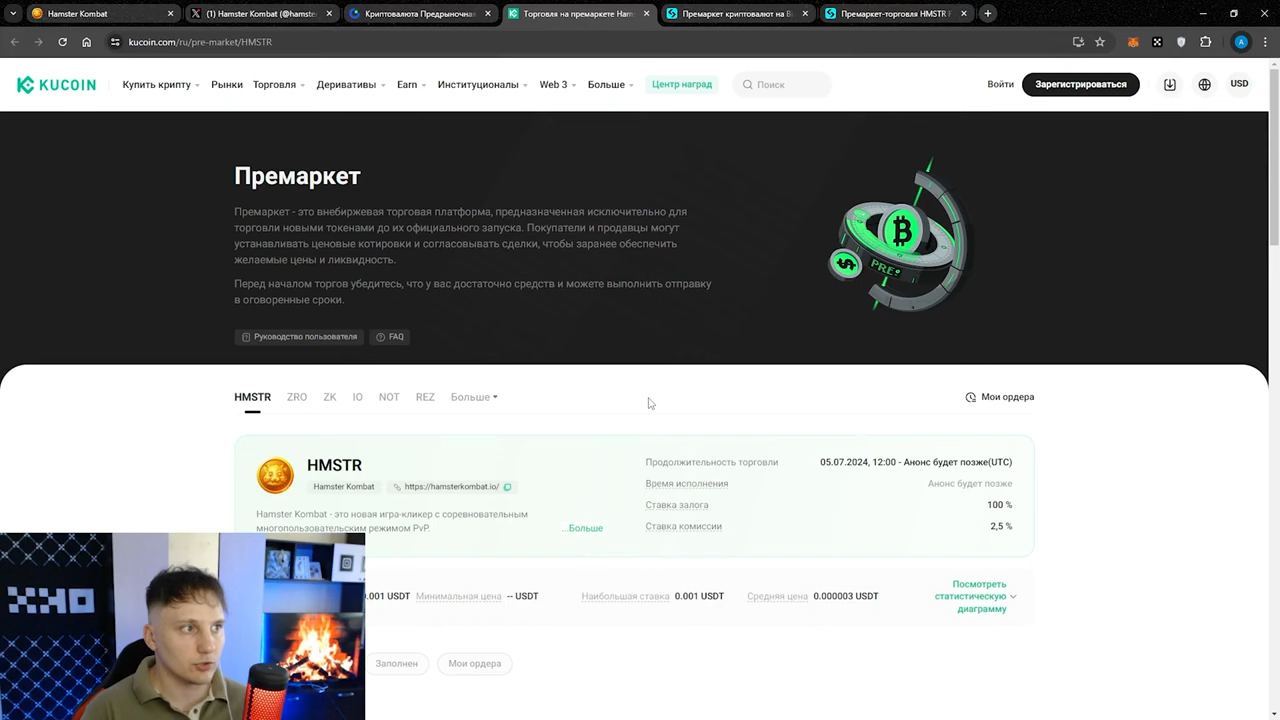 Hamster Kombat
(1) Hamster Kombat (@hamste
Криптовалюта Предрыночная
Торговля на премаркете Ham
Премаркет криптовалют на Bi
Премаркет-торговля HMSTR F
kucoin.com/ru/pre-market/HMSTR
A
KUCOIN
Купить крипту
Рынки
Торговля
Деривативы
Earn
Институционалы
Web 3
Больше
Центр наград
Поиск
Войти
Зарегистрироваться
USD
Премаркет
Премаркет - это внебиржевая торговая платформа, предназначенная исключительно для
торговли новыми токенами до их официального запуска. Покупатели и продавцы могут
устанавливать ценовые котировки и согласовывать сделки, чтобы заранее обеспечить
желаемые цены и ликвидность.
Перед началом торгов убедитесь, что у вас достаточно средств и можете выполнить отправку
в оговоренные сроки.
PRE
Руководство пользователя
FAQ
HMSTR
ZRO
ZK
IO
NOT
REZ
Больше
Мои ордера
HMSTR
Hamster Kombat
https://hamsterkombat.io/
Hamster Kombat - это новая игра-кликер с соревновательным
многопользовательским режимом PvP.
...Больше
Продолжительность торговли
05.07.2024, 12:00 - Анонс будет позже(UTC)
Время исполнения
Анонс будет позже
Ставка залога
100 %
Ставка комиссии
2,5 %
0.001 USDT
Минимальная цена
-- USDT
Наибольшая ставка
0.001 USDT
Средняя цена
0.000003 USDT
Посмотреть
статистическую
диаграмму
Заполнен
Мои ордера